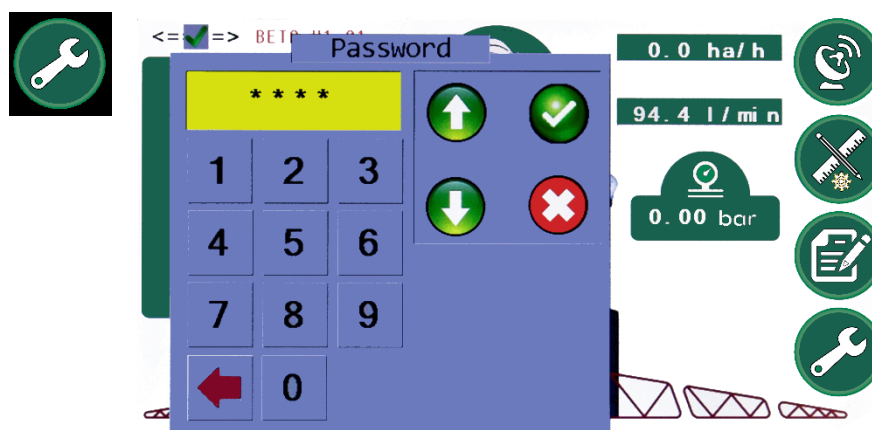 <=✓=> BETO
Password
****
1 2 3
4 5 6
7 8 9
0
0.0 ha/h
94.4 l/min
0.00 bar